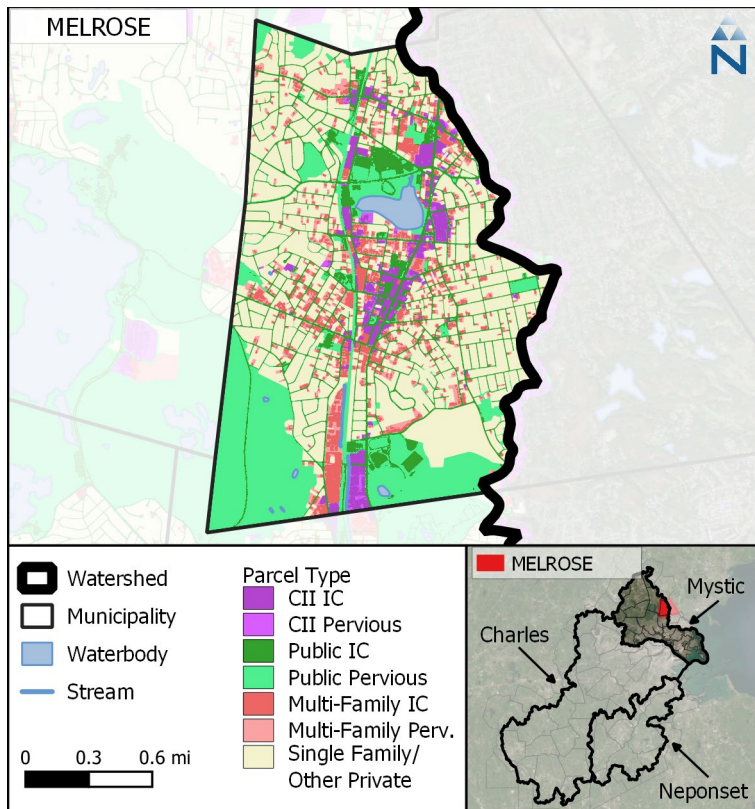 MELROSE
N
Watershed
Municipality
Waterbody
Stream
0 0.3 0.6 mi
Parcel Type
CII IC
CII Pervious
Public IC
Public Pervious
Multi-Family IC
Multi-Family Perv.
Single Family/
Other Private
MELROSE
Mystic
Charles
Neponset